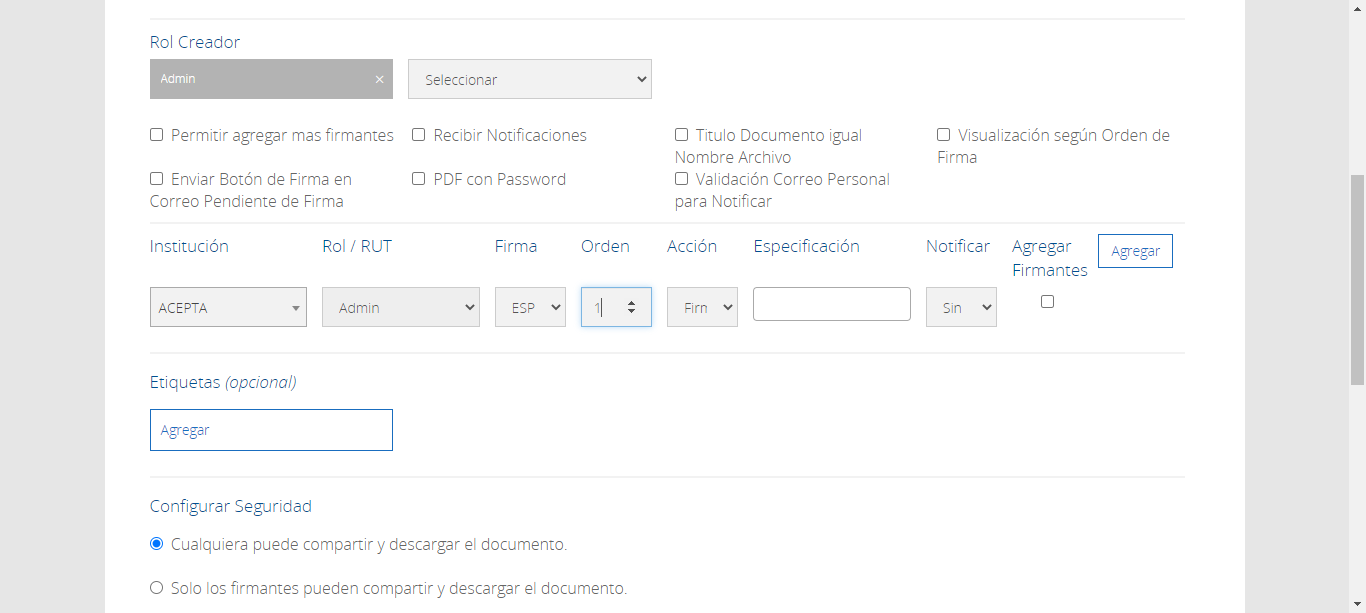 Rol Creador
Admin ×
Seleccionar
Permitir agregar mas firmantes
Recibir Notificaciones
Titulo Documento igual
Nombre Archivo
Visualización según Orden de
Firma
Enviar Botón de Firma en
Correo Pendiente de Firma
PDF con Password
Validación Correo Personal
para Notificar
Institución
Rol / RUT
Firma
Orden
Acción
Especificación
Notificar
Agregar
Firmantes
Agregar
ACEPTA
Admin
ESP
1
Firn
Sin
Etiquetas (opcional)
Agregar
Configurar Seguridad
Cualquiera puede compartir y descargar el documento.
Solo los firmantes pueden compartir y descargar el documento.